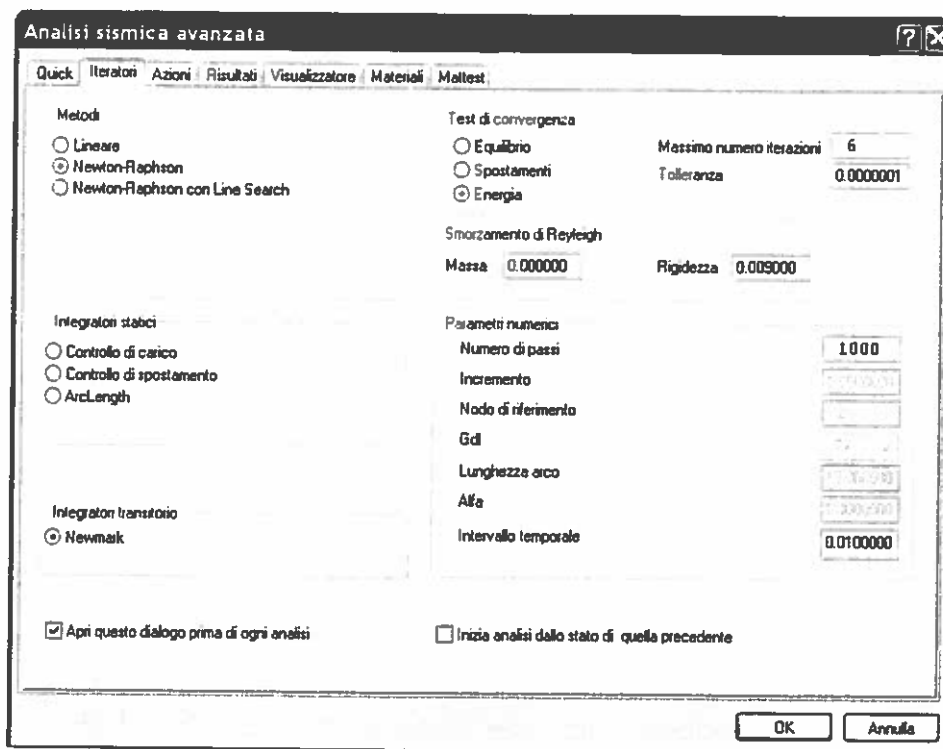 Analisi sismica avanzata
Quick Iteratori Azioni Risultati Visualizzatore Materiali Mattest
Metodi
Lineare
Newton-Raphson
Newton-Raphson con Line Search
Test di convergenza
Equilibrio
Spostamenti
Energia
Massimo numero iterazioni 6
Tolleranza 0.0000001
Smorzamento di Reyleigh
Massa 0.000000 Rigidezza 0.009000
Integratori statici
Controllo di carico
Controllo di spostamento
ArcLength
Parametri numerici
Numero di passi 1000
Incremento
Nodo di riferimento
Gdl
Lunghezza arco
Alfa
Intervallo temporale 0.0100000
Integratori transitorio
Newmark
Apri questo dialogo prima di ogni analisi
Inizia analisi dallo stato di quella precedente
OK Annulla